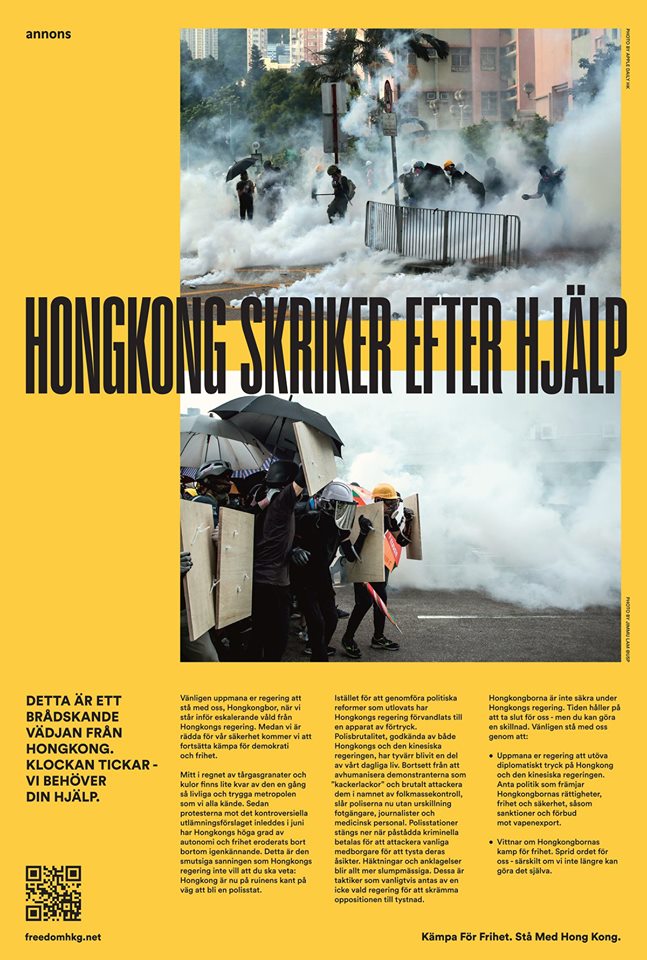 annons
PHOTO BY APPLE DAILY HK
HONGKONG SKRIKER EFTER HJÄLP
PHOTO BY JIMMU LAM @USP
DETTA ÄR ETT
BRÅDSKANDE
VÄDJAN FRÅN
HONGKONG.
KLOCKAN TICKAR -
VI BEHÖVER
DIN HJÄLP.
Vänligen uppmana er regering att
stå med oss, Hongkongbor, när vi
står inför eskalerande våld från
Hongkongs regering. Medan vi är
rädda för vår säkerhet kommer vi att
fortsätta kämpa för demokrati
och frihet.
Mitt i regnet av tårgasgranater och
kulor finns lite kvar av den en gång
så livliga och trygga metropolen
som vi alla kände. Sedan
protesterna mot det kontroversiella
utlämningsförslaget inleddes i juni
har Hongkongs höga grad av
autonomi och frihet eroderats bort
bortom igenkännande. Detta är den
smutsiga sanningen som Hongkongs
regering inte vill att du ska veta:
Hongkong är nu på ruinens kant på
väg att bli en polisstat.
Istället för att genomföra politiska
reformer som utlovats har
Hongkongs regering förvandlats till
en apparat av förtryck.
Polisbrutalitet, godkända av både
Hongkongs och den kinesiska
regeringen, har tyvärr blivit en del
av vårt dagliga liv. Bortsett från att
avhumanisera demonstranterna som
"kackerlackor" och brutalt attackera
dem i namnet av folkmassekontroll,
slår poliserna nu utan urskillning
fotgängare, journalister och
medicinsk personal. Polisstationer
stängs ner när påstådda kriminella
betalas för att attackera vanliga
medborgare för att tysta deras
åsikter. Häktningar och anklagelser
blir allt mer slumpmässiga. Dessa är
taktiker som vanligtvis antas av en
icke vald regering för att skrämma
oppositionen till tystnad.
Hongkongborna är inte säkra under
Hongkongs regering. Tiden håller på
att ta slut för oss - men du kan göra
en skillnad. Vänligen stå med oss
genom att:
• Uppmana er regering att utöva
diplomatiskt tryck på Hongkong
och den kinesiska regeringen.
Anta politik som främjar
Hongkongbornas rättigheter,
frihet och säkerhet, såsom
sanktioner och förbud
mot vapenexport.
• Vittnar om Hongkongbornas
kamp för frihet. Sprid ordet för
oss - särskilt om vi inte längre kan
göra det själva.
freedomhkg.net
Kämpa För Frihet. Stå Med Hong Kong.